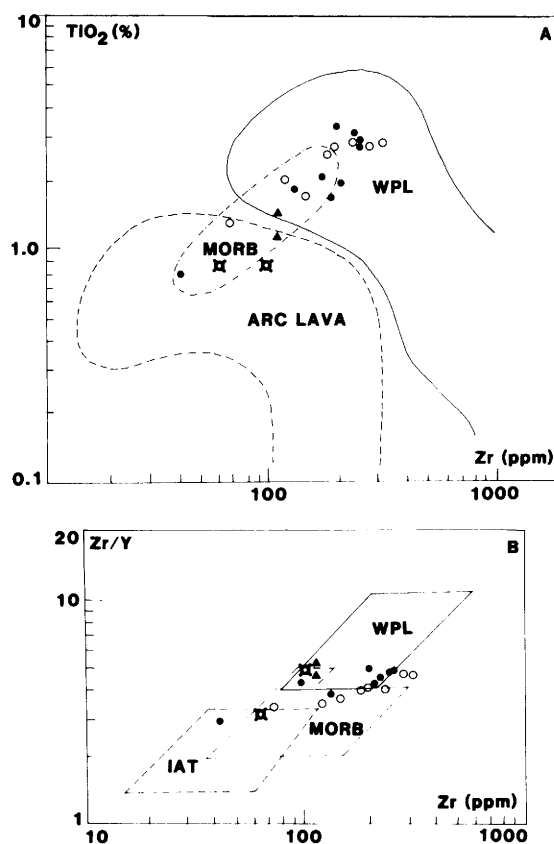 10 TIO2 (%) A
WPL
1.0 MORB
ARC LAVA
Zr (ppm)
0.1
100 1000
20 Zr/Y B
10
WPL
MORB
IAT
1 Zr (ppm)
10 100 1000